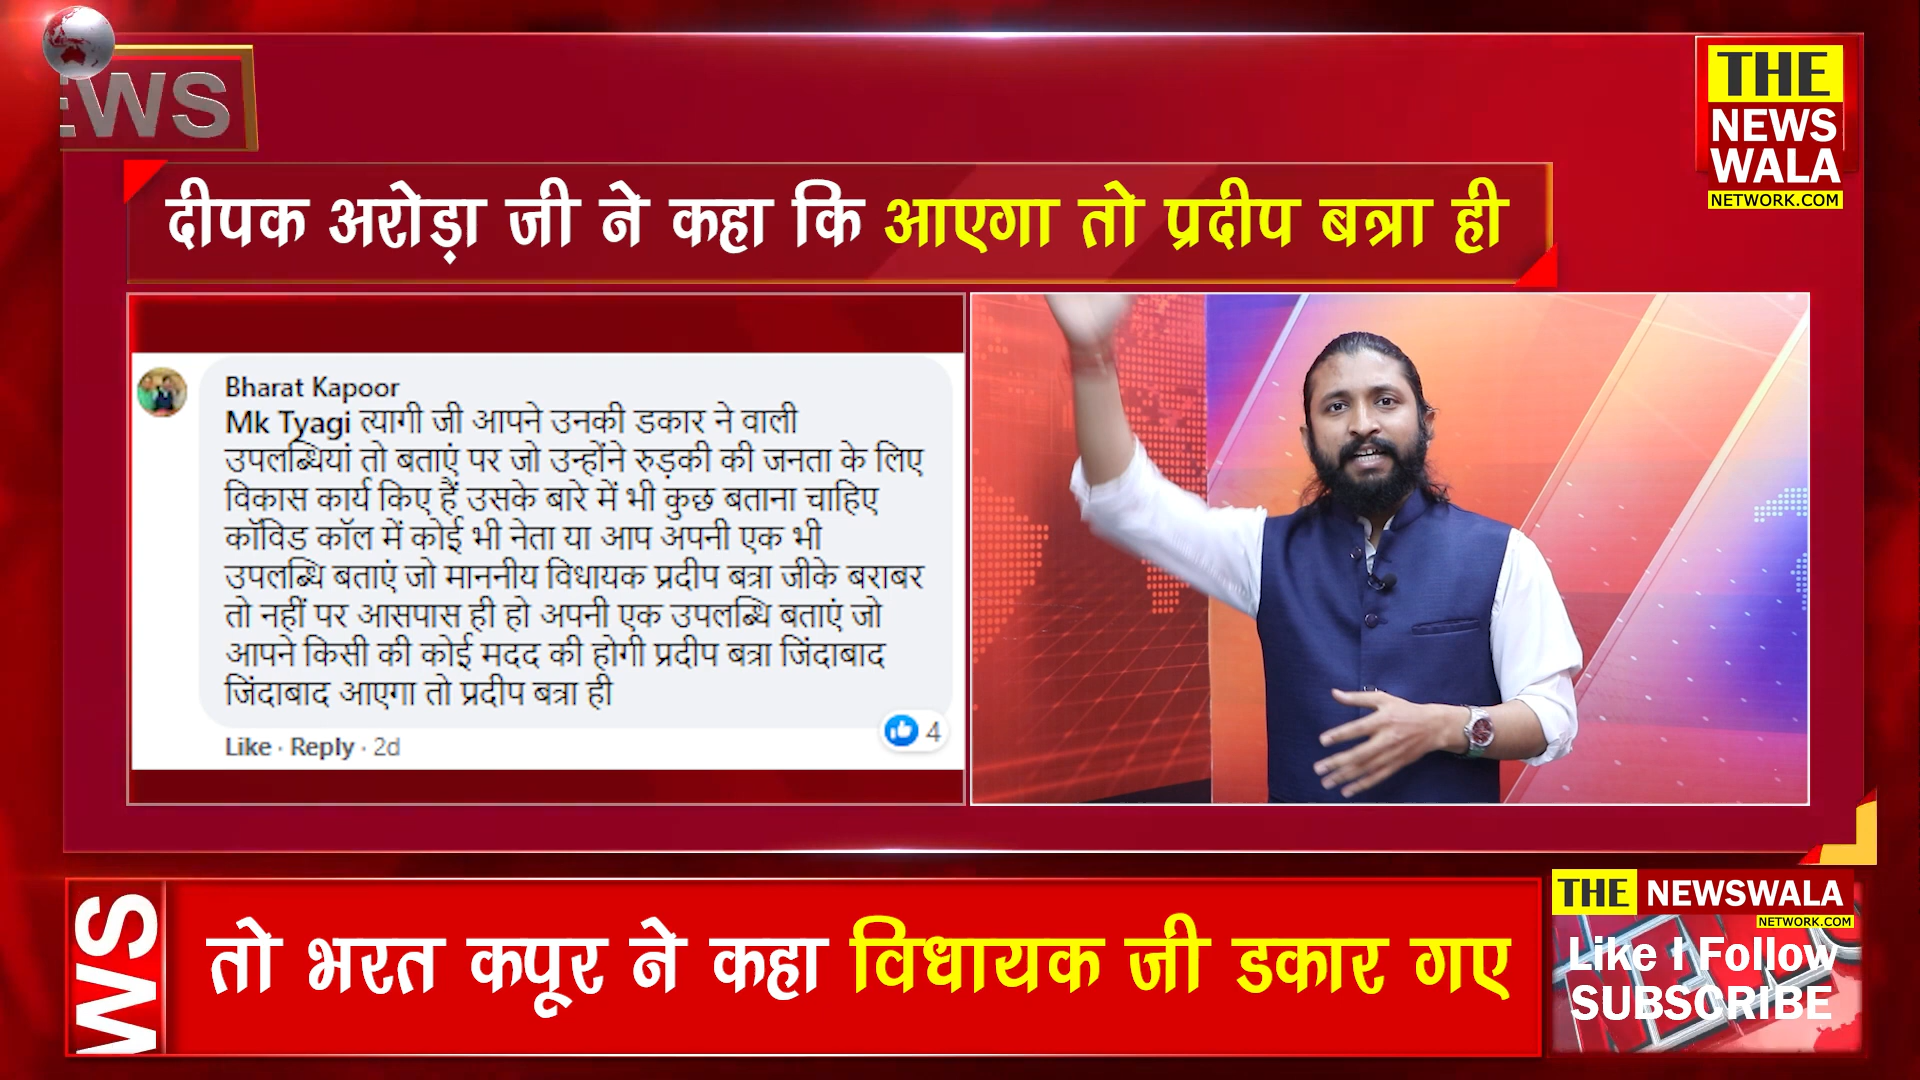 EWS
THE
NEWS
WALA
NETWORK.COM
दीपक अरोड़ा जी ने कहा कि आएगा तो प्रदीप बत्रा ही
Bharat Kapoor
Mk Tyagi त्यागी जी आपने उनकी डकार ने वाली
उपलब्धियां तो बताएं पर जो उन्होंने रुड़की की जनता के लिए
विकास कार्य किए हैं उसके बारे में भी कुछ बताना चाहिए
कॉविड कॉल में कोई भी नेता या आप अपनी एक भी
उपलब्धि बताएं जो माननीय विधायक प्रदीप बत्रा जीके बराबर
तो नहीं पर आसपास ही हो अपनी एक उपलब्धि बताएं जो
आपने किसी की कोई मदद की होगी प्रदीप बत्रा जिंदाबाद
जिंदाबाद आएगा तो प्रदीप बत्रा ही
4
Like · Reply · 2d
WS
तो भरत कपूर ने कहा विधायक जी डकार गए
THE NEWSWALA
NETWORK.COM
Like I Follow
SUBSCRIBE